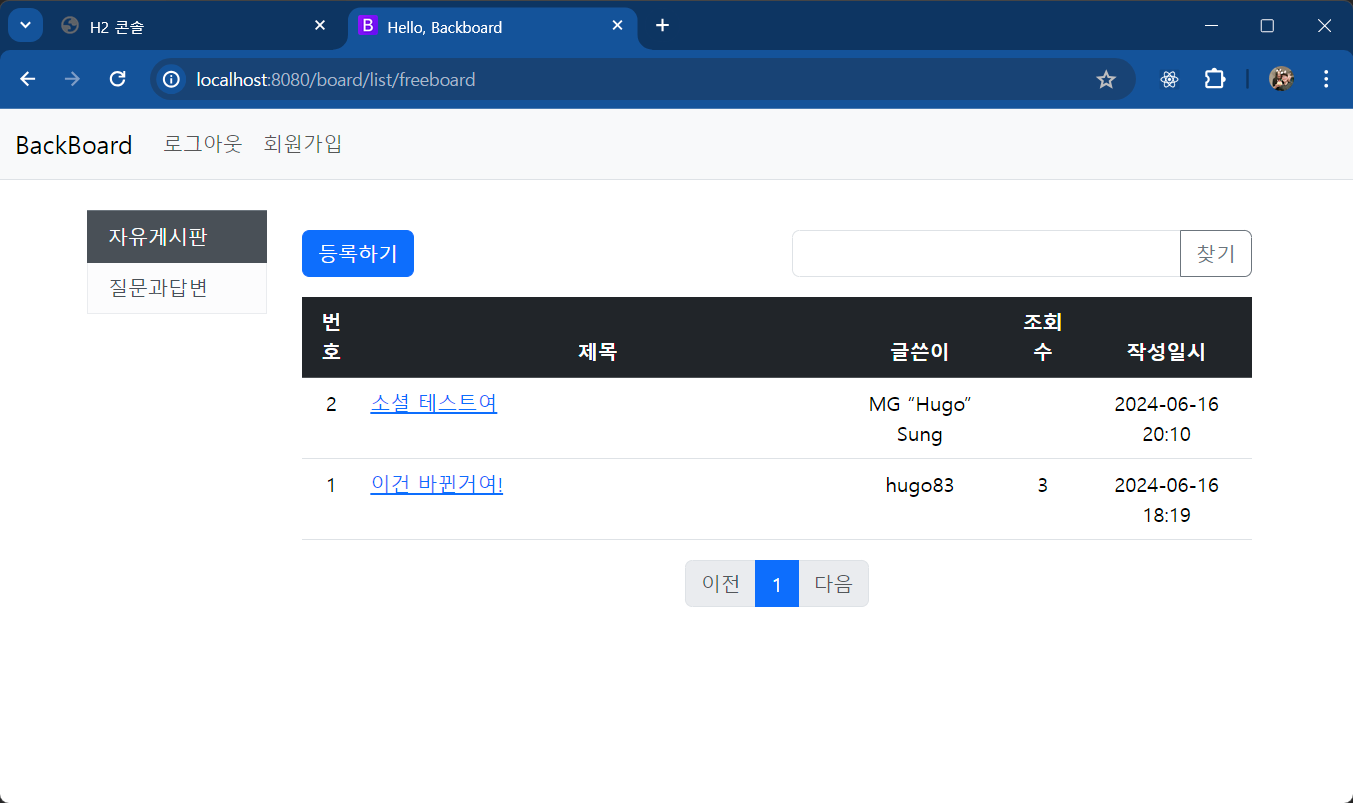 H2 콘솔
B Hello, Backboard
localhost:8080/board/list/freeboard
BackBoard 로그아웃 회원가입
자유게시판
질문과답변
등록하기 찾기
번호 제목 글쓴이 조회수 작성일시
2 소셜 테스트여 MG “Hugo” Sung 2024-06-16 20:10
1 이건 바뀐거여! hugo83 3 2024-06-16 18:19
이전 1 다음